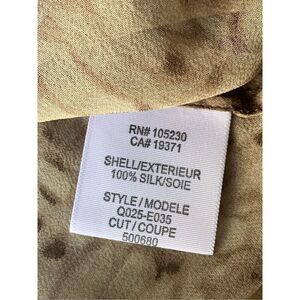 RN# 105230
CA# 19371
SHELL/EXTERIEUR
100% SILK/SOIE
STYLE / MODELE
Q025-E035
CUT / COUPE
500680